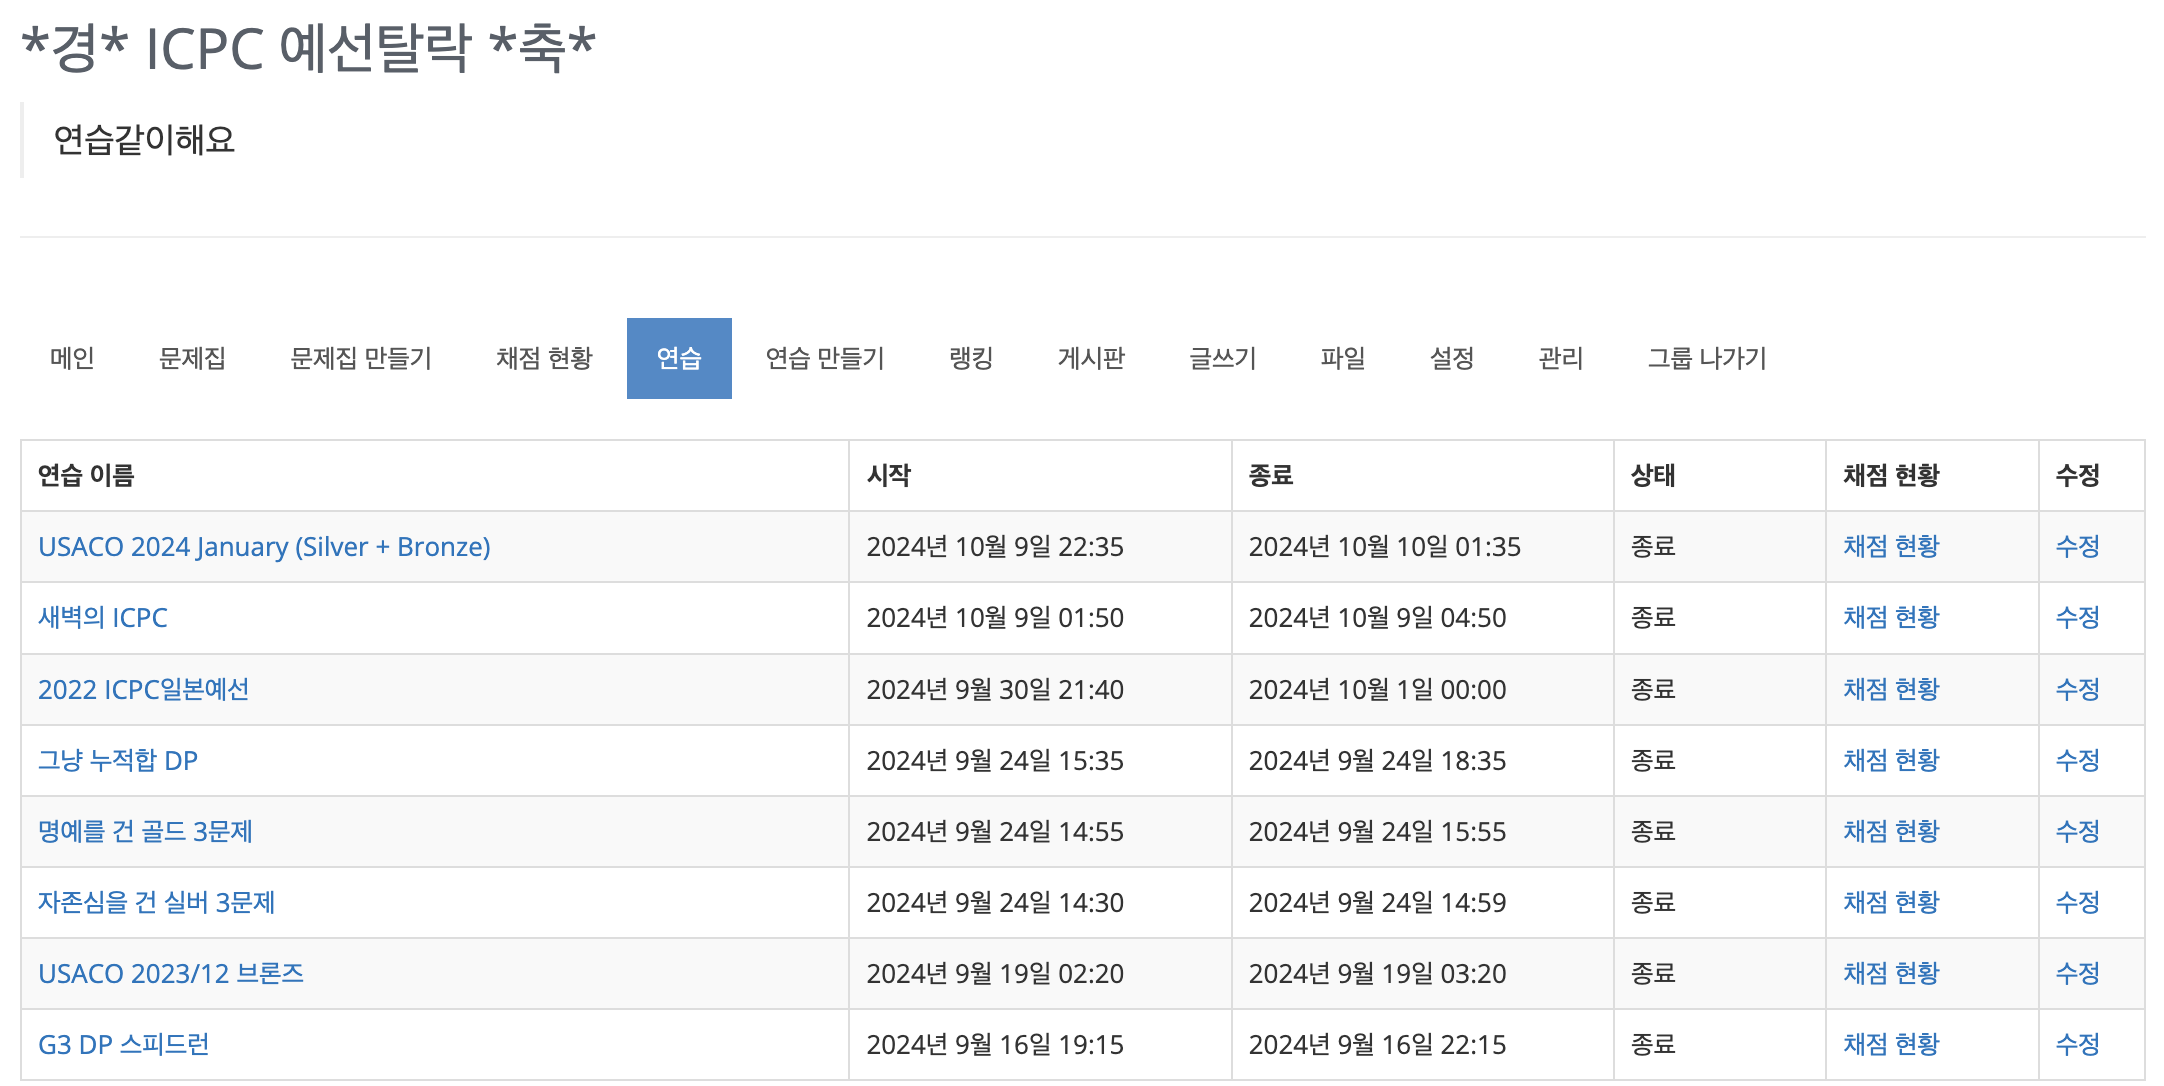 *경* ICPC 예선탈락 *축*
연습같이해요
메인 문제집 문제집 만들기 채점 현황 연습 연습 만들기 랭킹 게시판 글쓰기 파일 설정 관리 그룹 나가기
연습 이름 시작 종료 상태 채점 현황 수정
USACO 2024 January (Silver + Bronze) 2024년 10월 9일 22:35 2024년 10월 10일 01:35 종료 채점 현황 수정
새벽의 ICPC 2024년 10월 9일 01:50 2024년 10월 9일 04:50 종료 채점 현황 수정
2022 ICPC일본예선 2024년 9월 30일 21:40 2024년 10월 1일 00:00 종료 채점 현황 수정
그냥 누적합 DP 2024년 9월 24일 15:35 2024년 9월 24일 18:35 종료 채점 현황 수정
명예를 건 골드 3문제 2024년 9월 24일 14:55 2024년 9월 24일 15:55 종료 채점 현황 수정
자존심을 건 실버 3문제 2024년 9월 24일 14:30 2024년 9월 24일 14:59 종료 채점 현황 수정
USACO 2023/12 브론즈 2024년 9월 19일 02:20 2024년 9월 19일 03:20 종료 채점 현황 수정
G3 DP 스피드런 2024년 9월 16일 19:15 2024년 9월 16일 22:15 종료 채점 현황 수정